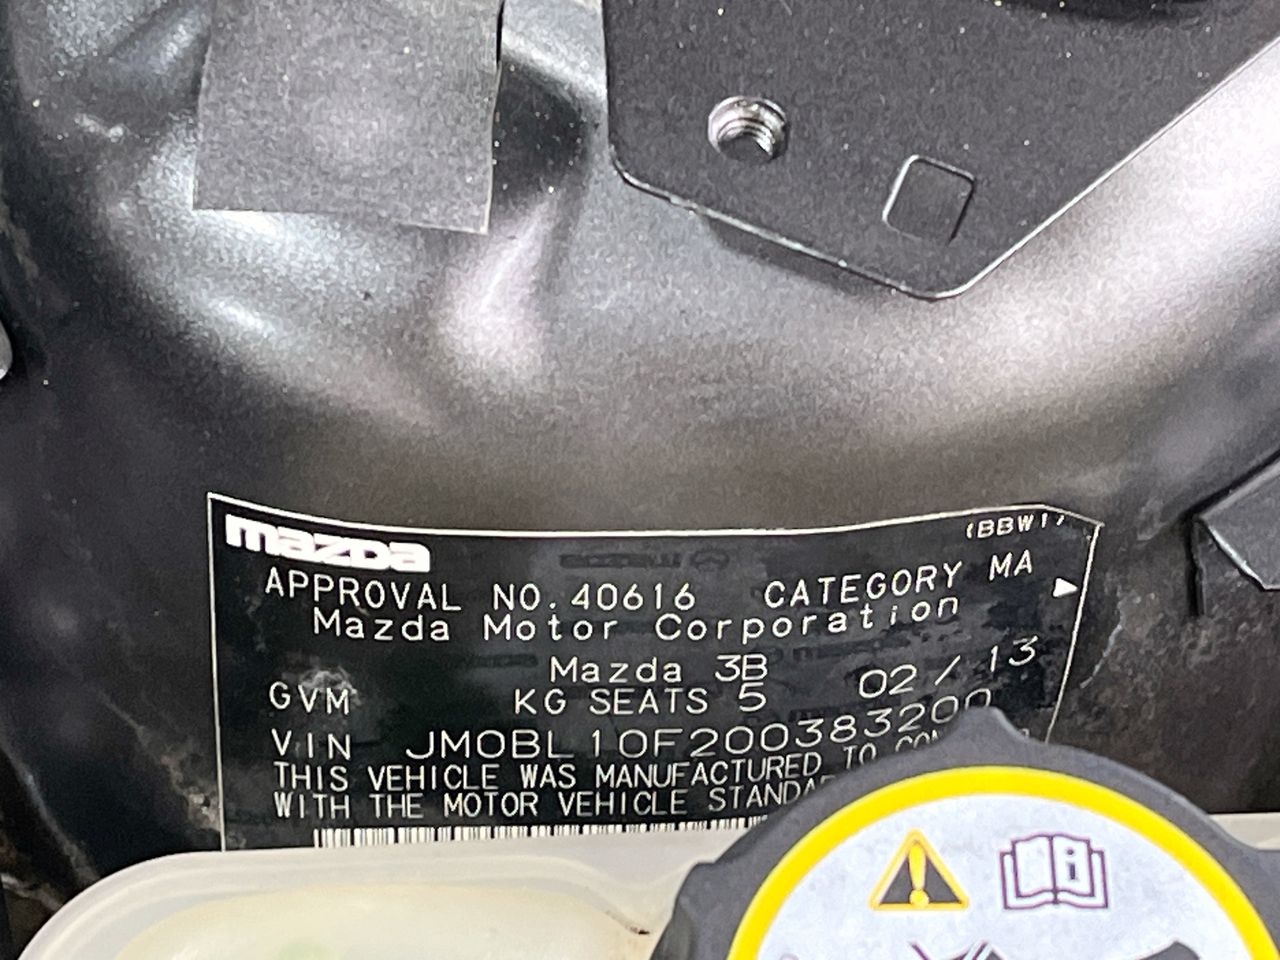 mazda
(BBW1)
APPROVAL NO.40616 CATEGORY MA
Mazda Motor Corporation
Mazda 3B 02/13
GVM KG SEATS 5
VIN JM0BL10F200383200
THIS VEHICLE WAS MANUFACTURED TO
WITH THE MOTOR VEHICLE